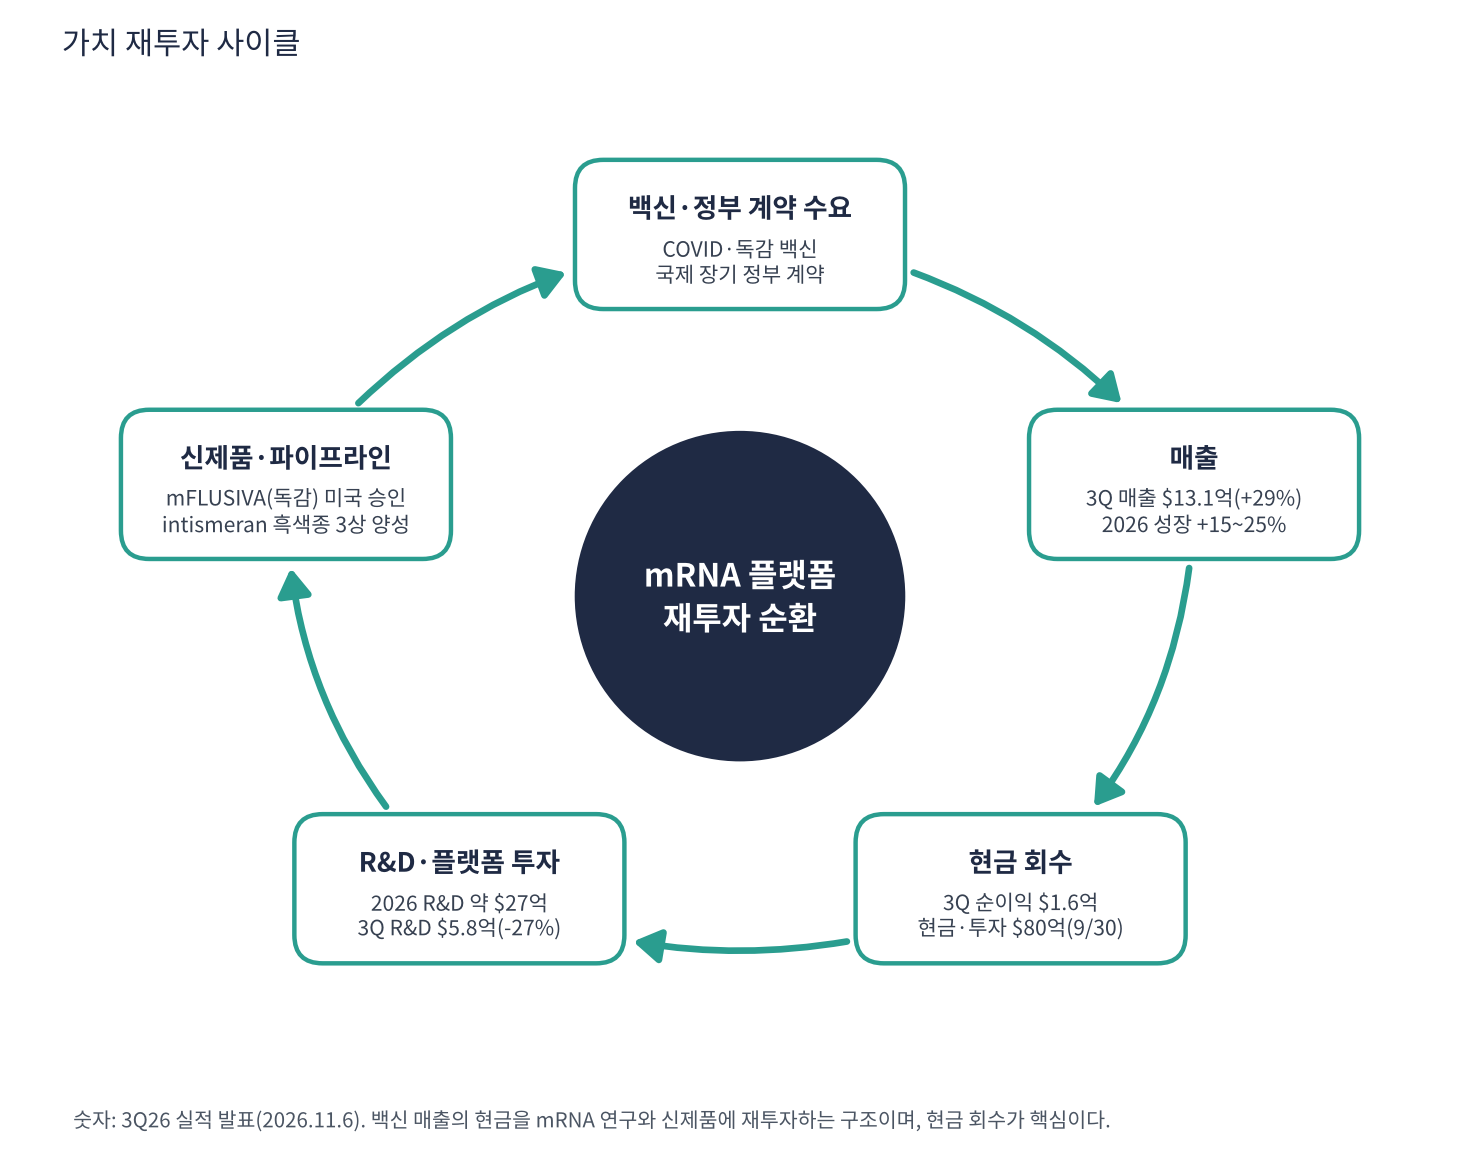 가치 재투자 사이클
백신·정부 계약 수요
COVID·독감 백신
국제 장기 정부 계약
매출
3Q 매출 $13.1억(+29%)
2026 성장 +15~25%
현금 회수
3Q 순이익 $1.6억
현금·투자 $80억(9/30)
R&D·플랫폼 투자
2026 R&D 약 $27억
3Q R&D $5.8억(-27%)
신제품·파이프라인
mFLUSIVA(독감) 미국 승인
intismeran 흑색종 3상 양성
mRNA 플랫폼
재투자 순환
숫자: 3Q26 실적 발표(2026.11.6). 백신 매출의 현금을 mRNA 연구와 신제품에 재투자하는 구조이며, 현금 회수가 핵심이다.